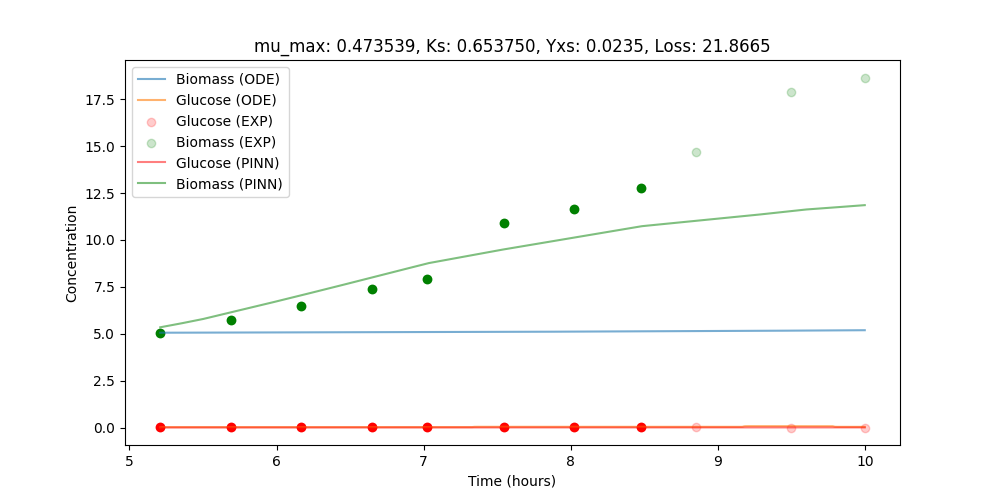 mu_max: 0.473539, Ks: 0.653750, Yxs: 0.0235, Loss: 21.8665
Biomass (ODE)
Glucose (ODE)
Glucose (EXP)
Biomass (EXP)
Glucose (PINN)
Biomass (PINN)
Concentration
17.5
15.0
12.5
10.0
7.5
5.0
2.5
0.0
5 6 7 8 9 10
Time (hours)